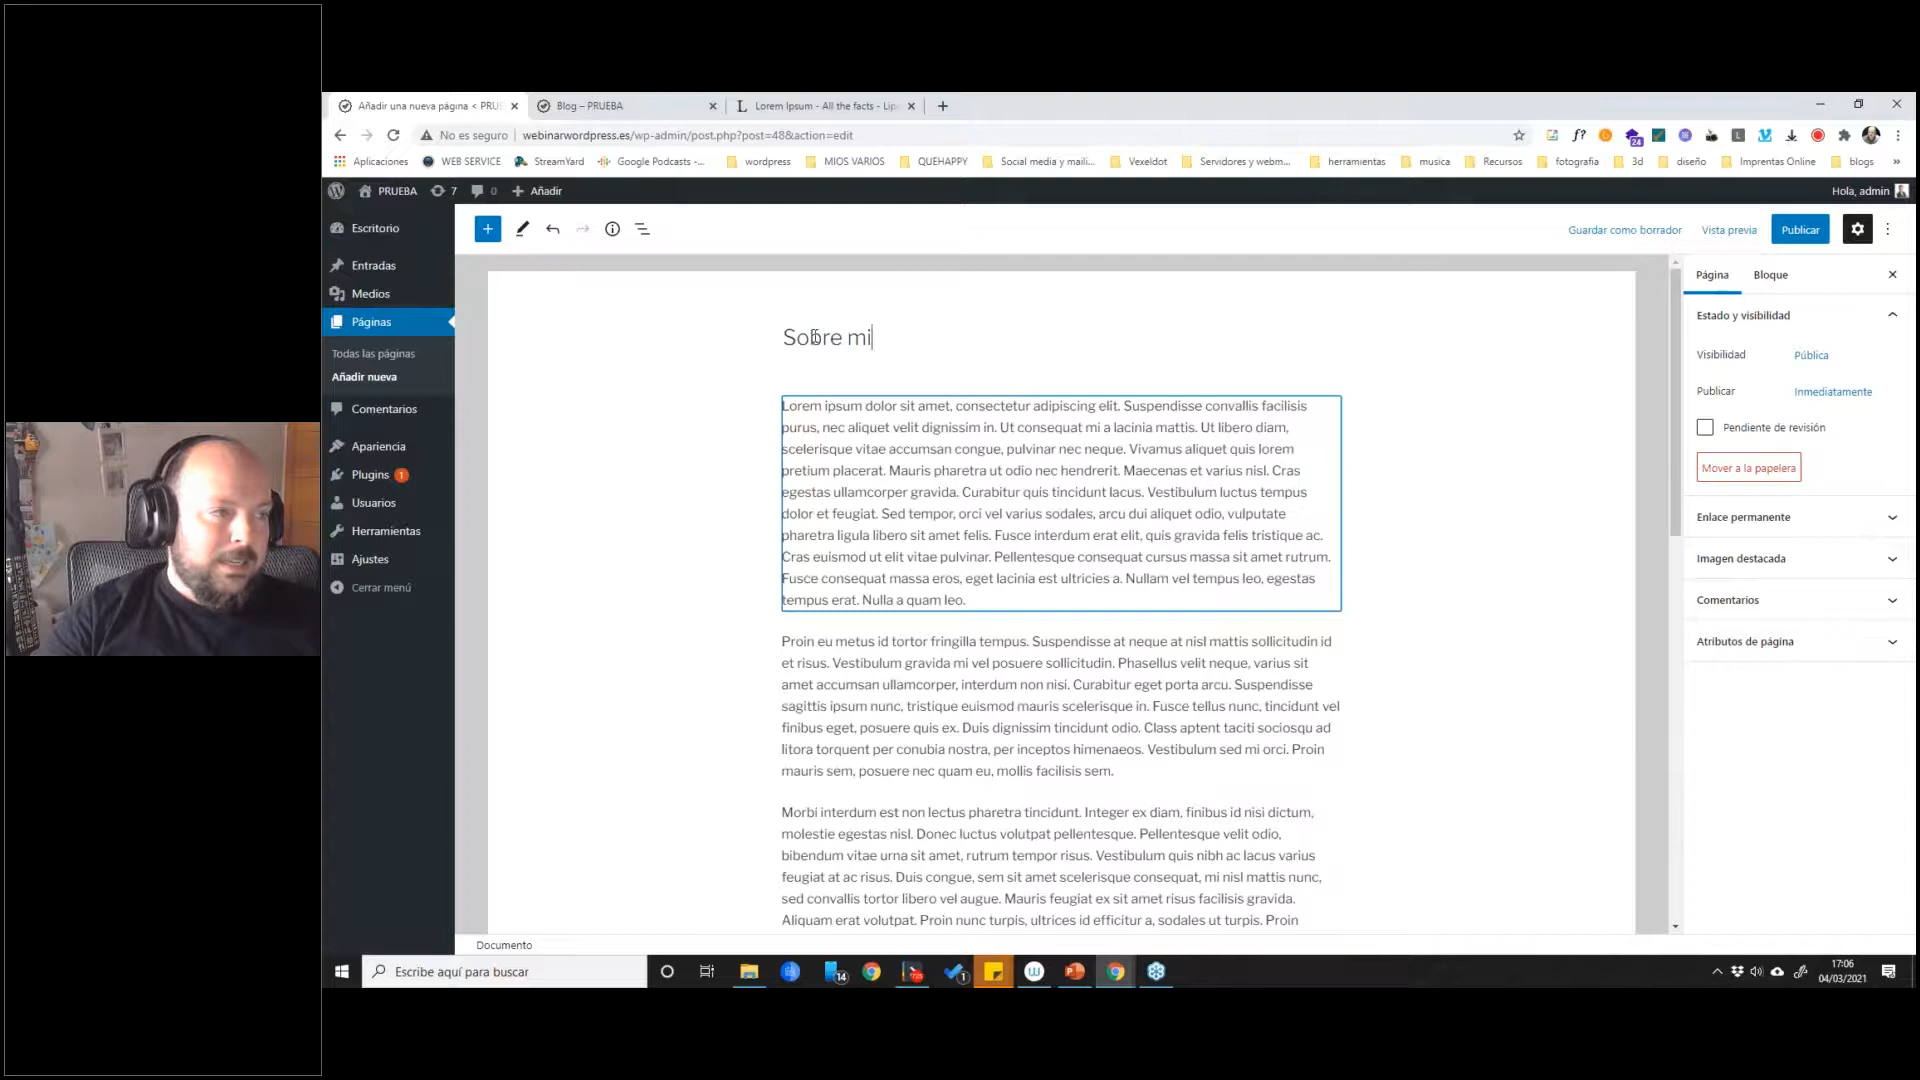 Añadir una nueva página < PRU
Blog – PRUEBA
Lorem Ipsum - All the facts - Lip
No es seguro
webinarwordpress.es/wp-admin/post.php?post=48&action=edit
24
Aplicaciones
WEB SERVICE
StreamYard
Google Podcasts -...
wordpress
MIOS VARIOS
QUEHAPPY
Social media y maili...
Vexeldot
Servidores y webm...
herramientas
musica
Recursos
fotografia
3d
diseño
Imprentas Online
blogs
PRUEBA
7
0
Añadir
Hola, admin
Escritorio
Entradas
Medios
Páginas
Todas las páginas
Añadir nueva
Comentarios
Apariencia
Plugins 1
Usuarios
Herramientas
Ajustes
Cerrar menú
Guardar como borrador
Vista previa
Publicar
Sobre mi
Lorem ipsum dolor sit amet, consectetur adipiscing elit. Suspendisse convallis facilisis
purus, nec aliquet velit dignissim in. Ut consequat mi a lacinia mattis. Ut libero diam,
scelerisque vitae accumsan congue, pulvinar nec neque. Vivamus aliquet quis lorem
pretium placerat. Mauris pharetra ut odio nec hendrerit. Maecenas et varius nisl. Cras
egestas ullamcorper gravida. Curabitur quis tincidunt lacus. Vestibulum luctus tempus
dolor et feugiat. Sed tempor, orci vel varius sodales, arcu dui aliquet odio, vulputate
pharetra ligula libero sit amet felis. Fusce interdum erat elit, quis gravida felis tristique ac.
Cras euismod ut elit vitae pulvinar. Pellentesque consequat cursus massa sit amet rutrum.
Fusce consequat massa eros, eget lacinia est ultricies a. Nullam vel tempus leo, egestas
tempus erat. Nulla a quam leo.
Proin eu metus id tortor fringilla tempus. Suspendisse at neque at nisl mattis sollicitudin id
et risus. Vestibulum gravida mi vel posuere sollicitudin. Phasellus velit neque, varius sit
amet accumsan ullamcorper, interdum non nisi. Curabitur eget porta arcu. Suspendisse
sagittis ipsum nunc, tristique euismod mauris scelerisque in. Fusce tellus nunc, tincidunt vel
finibus eget, posuere quis ex. Duis dignissim tincidunt odio. Class aptent taciti sociosqu ad
litora torquent per conubia nostra, per inceptos himenaeos. Vestibulum sed mi orci. Proin
mauris sem, posuere nec quam eu, mollis facilisis sem.
Morbi interdum est non lectus pharetra tincidunt. Integer ex diam, finibus id nisi dictum,
molestie egestas nisl. Donec luctus volutpat pellentesque. Pellentesque velit odio,
bibendum vitae urna sit amet, rutrum tempor risus. Vestibulum quis nibh ac lacus varius
feugiat at ac risus. Duis congue, sem sit amet scelerisque consequat, mi nisl mattis nunc,
sed convallis tortor libero vel augue. Mauris feugiat ex sit amet risus facilisis gravida.
Aliquam erat volutpat. Proin nunc turpis, ultrices id efficitur a, sodales ut turpis. Proin
Página
Bloque
Estado y visibilidad
Visibilidad
Pública
Publicar
Inmediatamente
Pendiente de revisión
Mover a la papelera
Enlace permanente
Imagen destacada
Comentarios
Atributos de página
Documento
Escribe aquí para buscar
14
1
17:06
04/03/2021